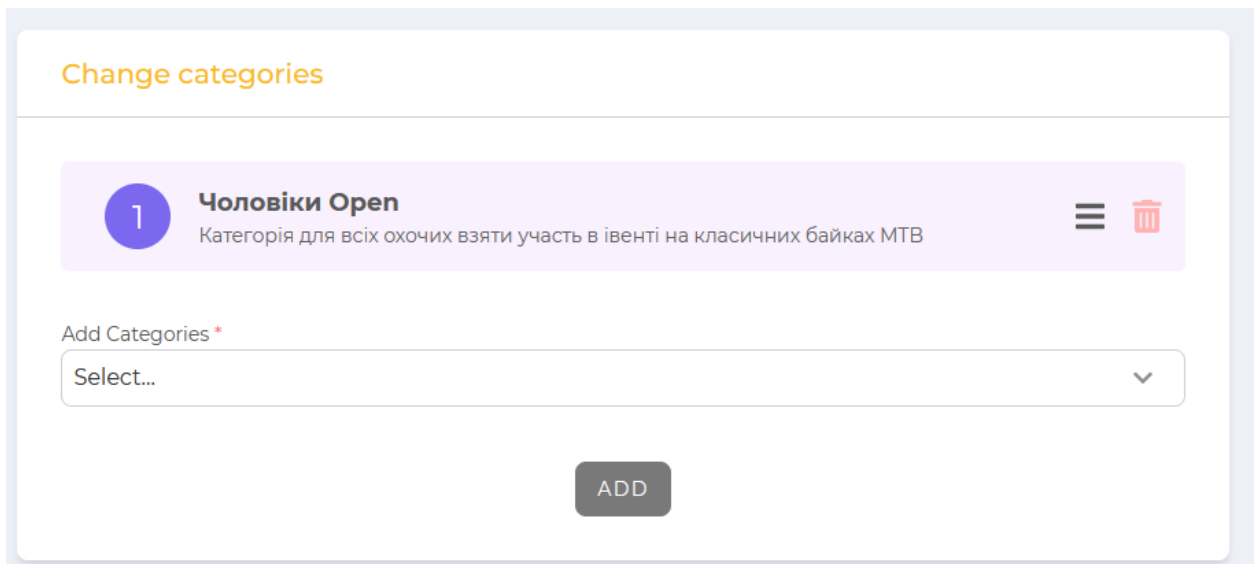 Change categories
1
Чоловіки Open
Категорія для всіх охочих взяти участь в івенті на класичних байках МТВ
Add Categories *
Select...
ADD